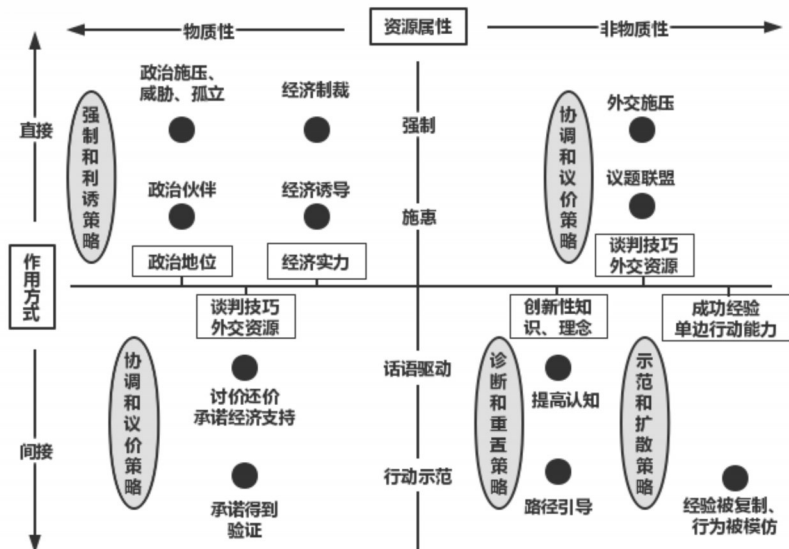 物质性
资源属性
非物质性
政治施压、
威胁、孤立
经济制裁
外交施压
直接
强制和利诱策略
强制
协调和议价策略
政治伙伴
经济诱导
议题联盟
施惠
作用方式
政治地位
经济实力
谈判技巧
外交资源
谈判技巧
外交资源
创新性知
识、理念
成功经验
单边行动能力
协调和议价策略
讨价还价
承诺经济支持
话语驱动
诊断和重置策略
提高认知
示范和扩散策略
间接
承诺得到
验证
行动示范
路径引导
经验被复制、
行为被模仿